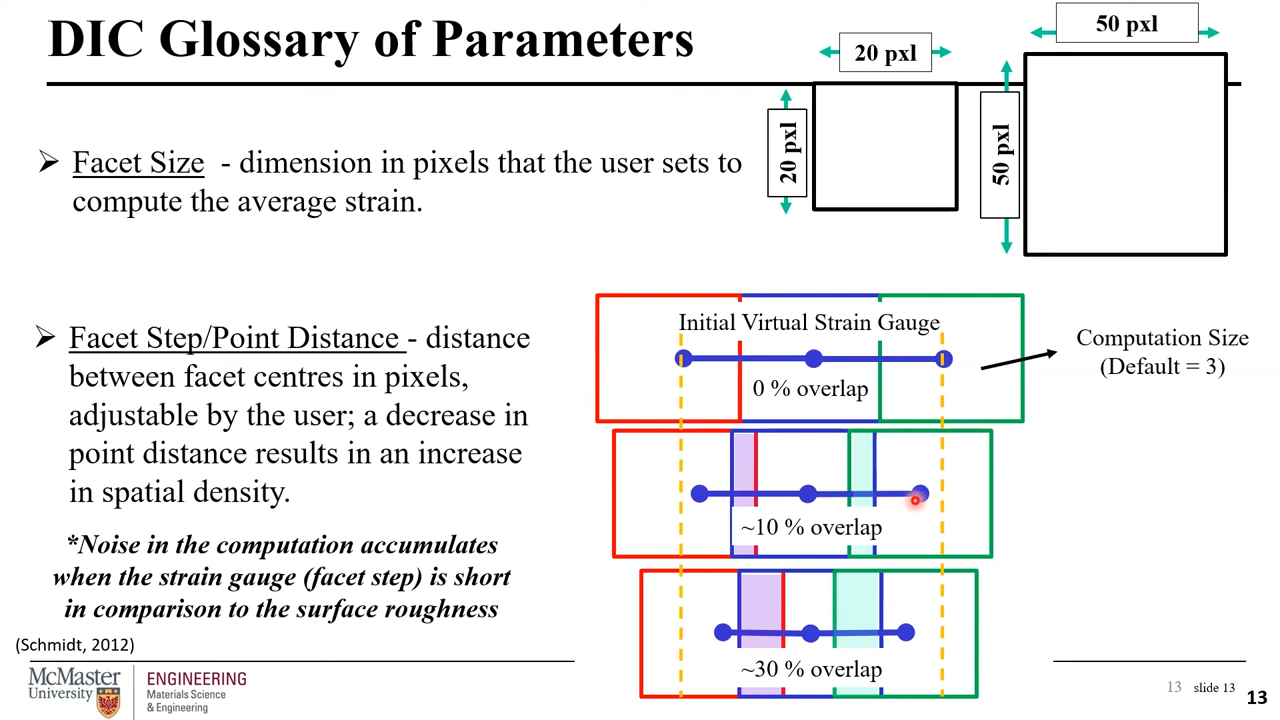 DIC Glossary of Parameters
20 pxl
50 pxl
20 pxl
50 pxl
➢ Facet Size - dimension in pixels that the user sets to
compute the average strain.
➢ Facet Step/Point Distance - distance
between facet centres in pixels,
adjustable by the user; a decrease in
point distance results in an increase
in spatial density.
*Noise in the computation accumulates
when the strain gauge (facet step) is short
in comparison to the surface roughness
(Schmidt, 2012)
Initial Virtual Strain Gauge
0 % overlap
Computation Size
(Default = 3)
~10 % overlap
~30 % overlap
McMaster
University
ENGINEERING
Materials Science
& Engineering
13 slide 13
13